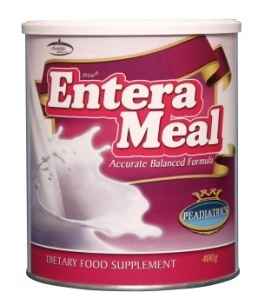 Entera
Meal
Accurate Balanced Formula
PEADIATRICS
DIETARY FOOD SUPPLEMENT
400g